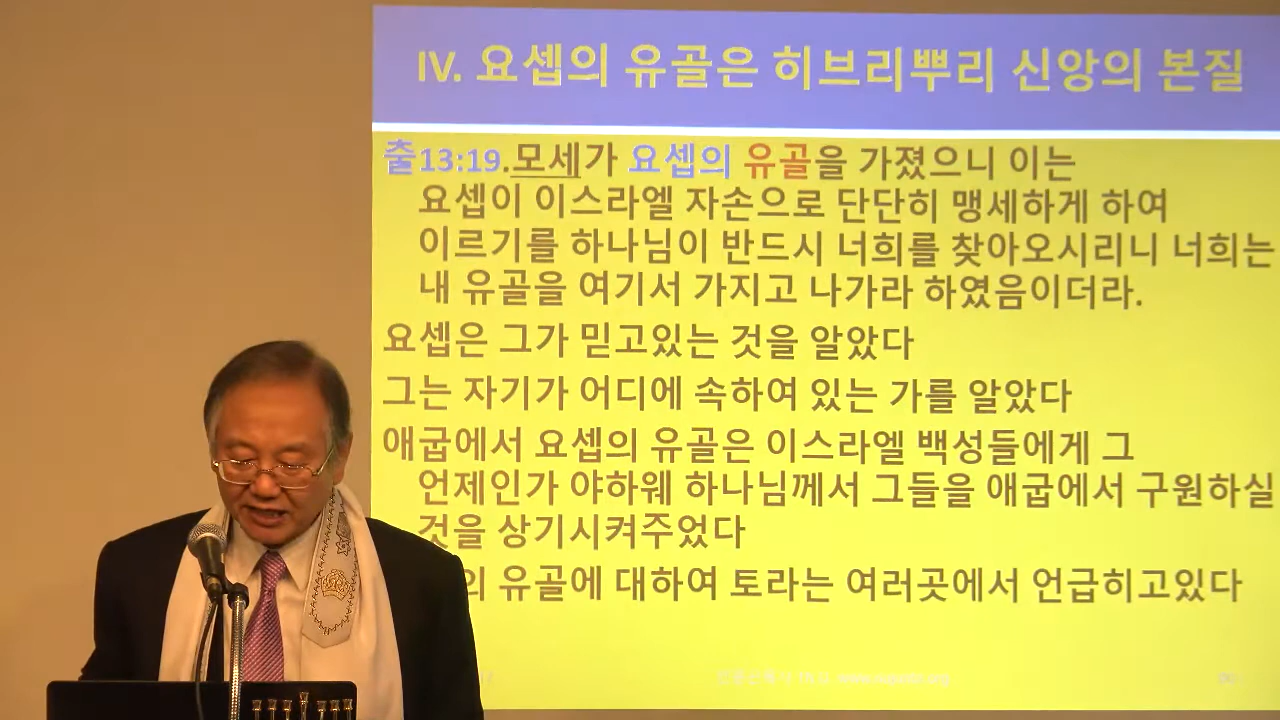 IV. 요셉의 유골은 히브리뿌리 신앙의 본질
출13:19.모세가 요셉의 유골을 가졌으니 이는
요셉이 이스라엘 자손으로 단단히 맹세하게 하여
이르기를 하나님이 반드시 너희를 찾아오시리니 너희는
내 유골을 여기서 가지고 나가라 하였음이더라.
요셉은 그가 믿고있는 것을 알았다
그는 자기가 어디에 속하여 있는 가를 알았다
애굽에서 요셉의 유골은 이스라엘 백성들에게 그
언제인가 야하웨 하나님께서 그들을 애굽에서 구원하실
것을 상기시켜주었다
의 유골에 대하여 토라는 여러곳에서 언급히고있다